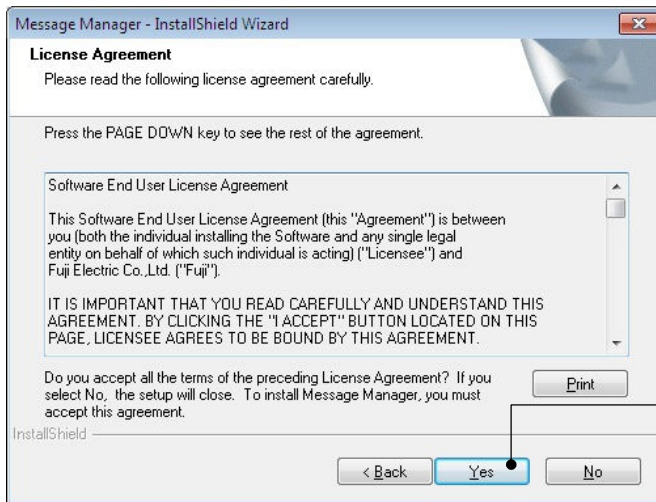 Message Manager - InstallShield Wizard
License Agreement
Please read the following license agreement carefully.
Press the PAGE DOWN key to see the rest of the agreement.
Software End User License Agreement
This Software End User License Agreement (this "Agreement") is between
you (both the individual installing the Software and any single legal
entity on behalf of which such individual is acting) ("Licensee") and
Fuji Electric Co.,Ltd. ("Fuji").
IT IS IMPORTANT THAT YOU READ CAREFULLY AND UNDERSTAND THIS
AGREEMENT. BY CLICKING THE "I ACCEPT" BUTTON LOCATED ON THIS
PAGE, LICENSEE AGREES TO BE BOUND BY THIS AGREEMENT.
Do you accept all the terms of the preceding License Agreement? If you
select No, the setup will close. To install Message Manager, you must
accept this agreement.
Print
InstallShield
< Back
Yes
No